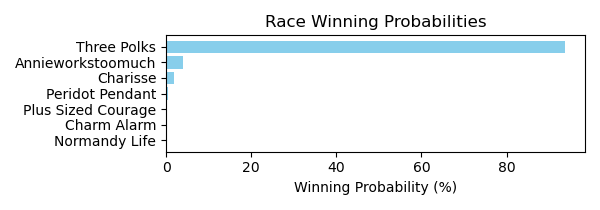 Race Winning Probabilities
Three Polks
Annieworkstoomuch
Charisse
Peridot Pendant
Plus Sized Courage
Charm Alarm
Normandy Life
0 20 40 60 80
Winning Probability (%)